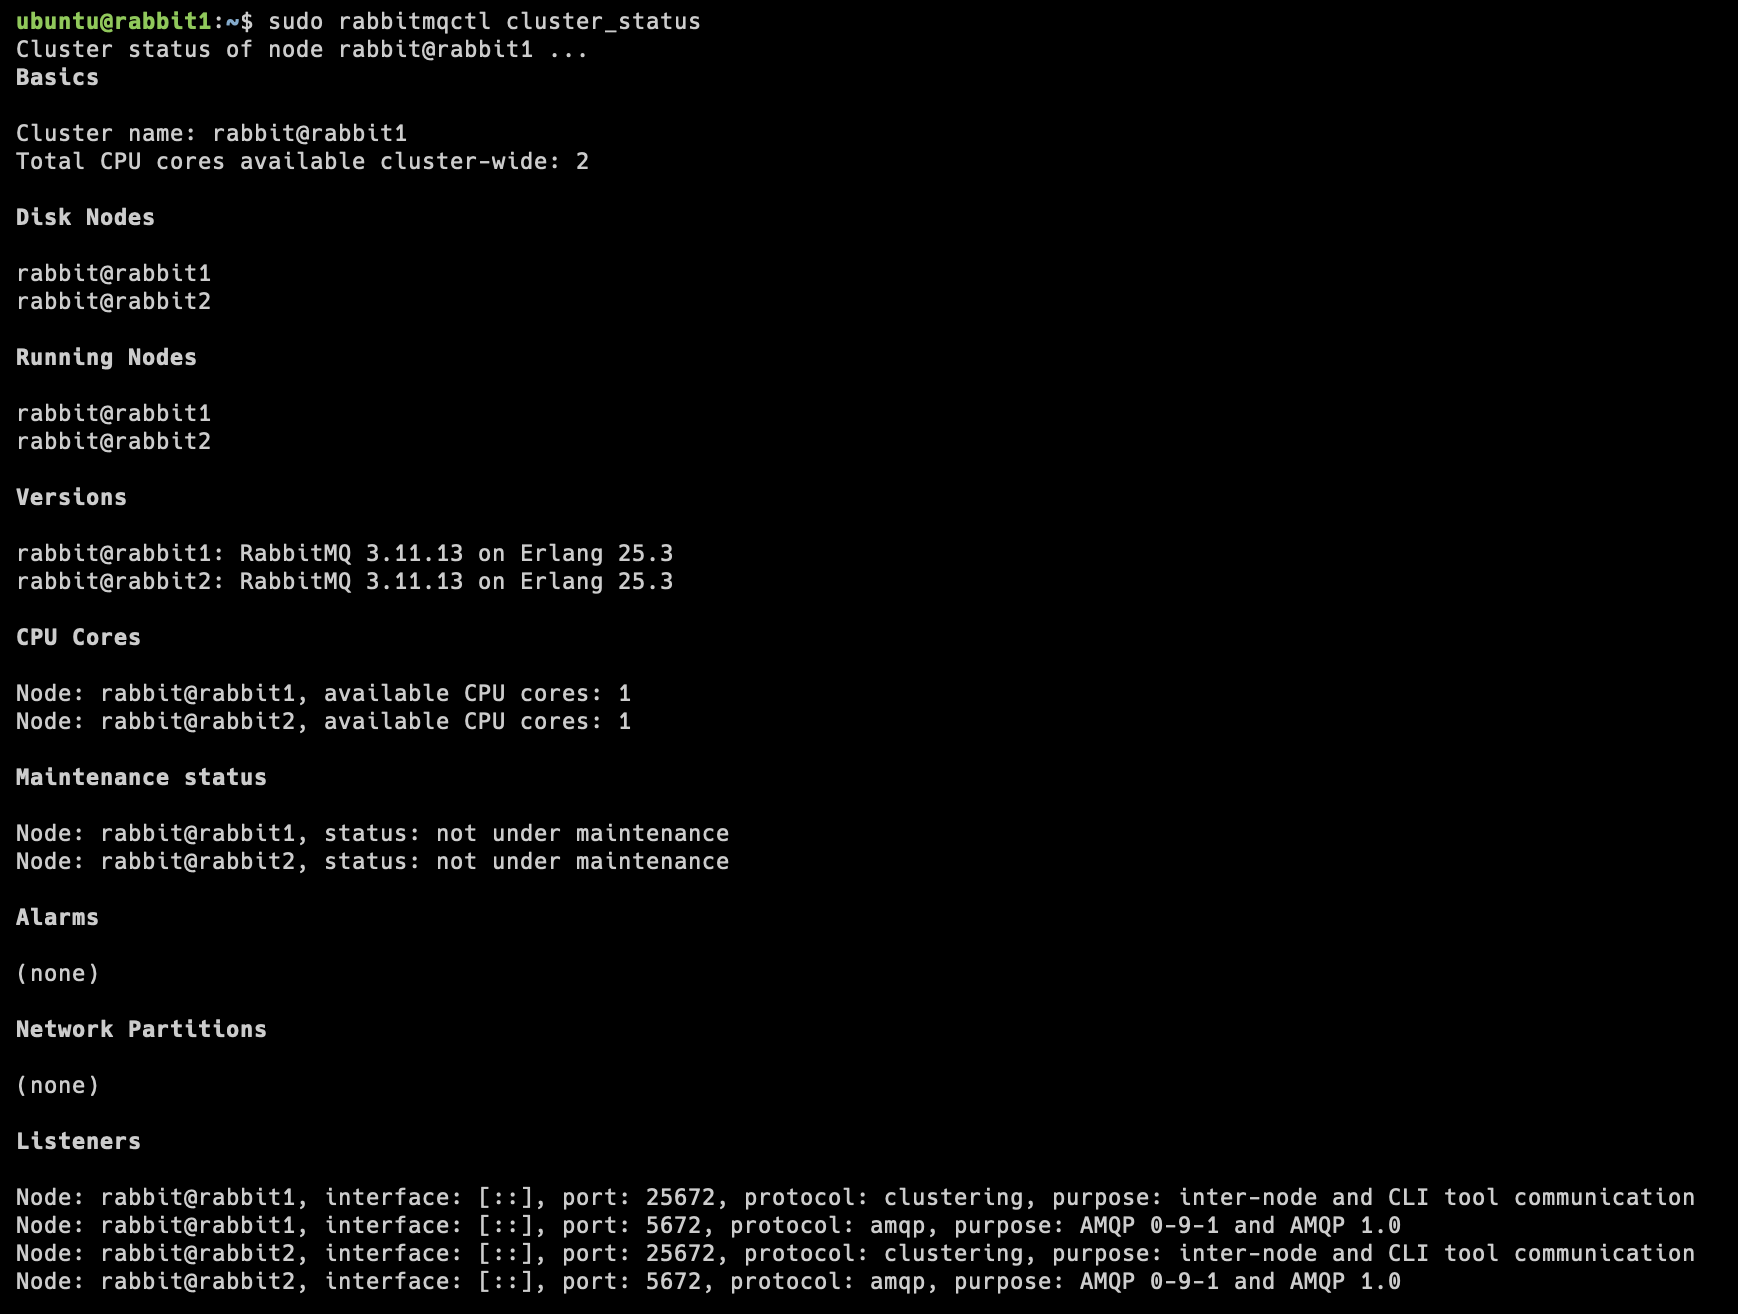 ubuntu@rabbit1:~$ sudo rabbitmqctl cluster_status
Cluster status of node rabbit@rabbit1 ...
Basics
Cluster name: rabbit@rabbit1
Total CPU cores available cluster-wide: 2
Disk Nodes
rabbit@rabbit1
rabbit@rabbit2
Running Nodes
rabbit@rabbit1
rabbit@rabbit2
Versions
rabbit@rabbit1: RabbitMQ 3.11.13 on Erlang 25.3
rabbit@rabbit2: RabbitMQ 3.11.13 on Erlang 25.3
CPU Cores
Node: rabbit@rabbit1, available CPU cores: 1
Node: rabbit@rabbit2, available CPU cores: 1
Maintenance status
Node: rabbit@rabbit1, status: not under maintenance
Node: rabbit@rabbit2, status: not under maintenance
Alarms
(none)
Network Partitions
(none)
Listeners
Node: rabbit@rabbit1, interface: [::], port: 25672, protocol: clustering, purpose: inter-node and CLI tool communication
Node: rabbit@rabbit1, interface: [::], port: 5672, protocol: amqp, purpose: AMQP 0-9-1 and AMQP 1.0
Node: rabbit@rabbit2, interface: [::], port: 25672, protocol: clustering, purpose: inter-node and CLI tool communication
Node: rabbit@rabbit2, interface: [::], port: 5672, protocol: amqp, purpose: AMQP 0-9-1 and AMQP 1.0